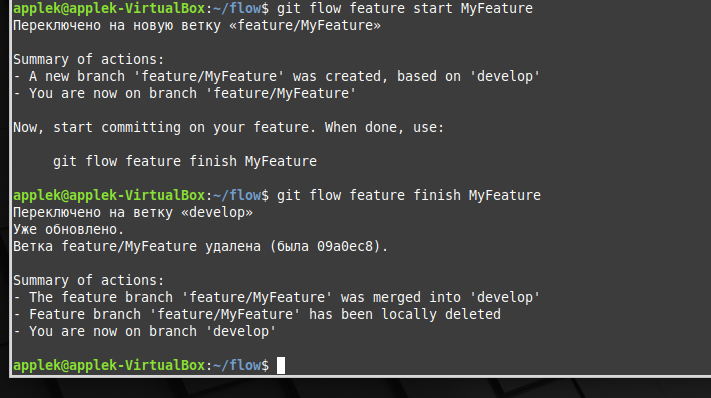 applek@applek-VirtualBox:~/flow$ git flow feature start MyFeature
Переключено на новую ветку «feature/MyFeature»
Summary of actions:
- A new branch 'feature/MyFeature' was created, based on 'develop'
- You are now on branch 'feature/MyFeature'
Now, start committing on your feature. When done, use:
git flow feature finish MyFeature
applek@applek-VirtualBox:~/flow$ git flow feature finish MyFeature
Переключено на ветку «develop»
Уже обновлено.
Ветка feature/MyFeature удалена (была 09a0ec8).
Summary of actions:
- The feature branch 'feature/MyFeature' was merged into 'develop'
- Feature branch 'feature/MyFeature' has been locally deleted
- You are now on branch 'develop'
applek@applek-VirtualBox:~/flow$